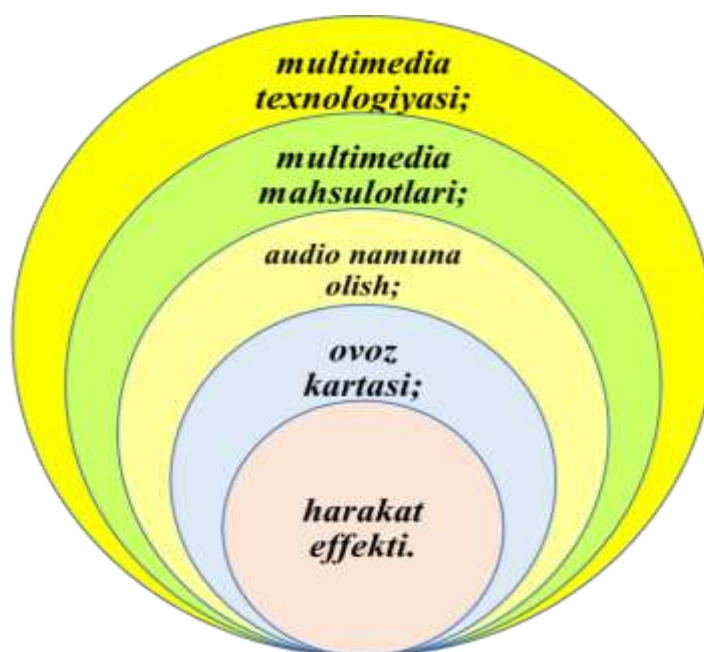 multimedia
texnologiyasi;
multimedia
mahsulotlari;
audio namuna
olish;
ovoz
kartasi;
harakat
effekti.